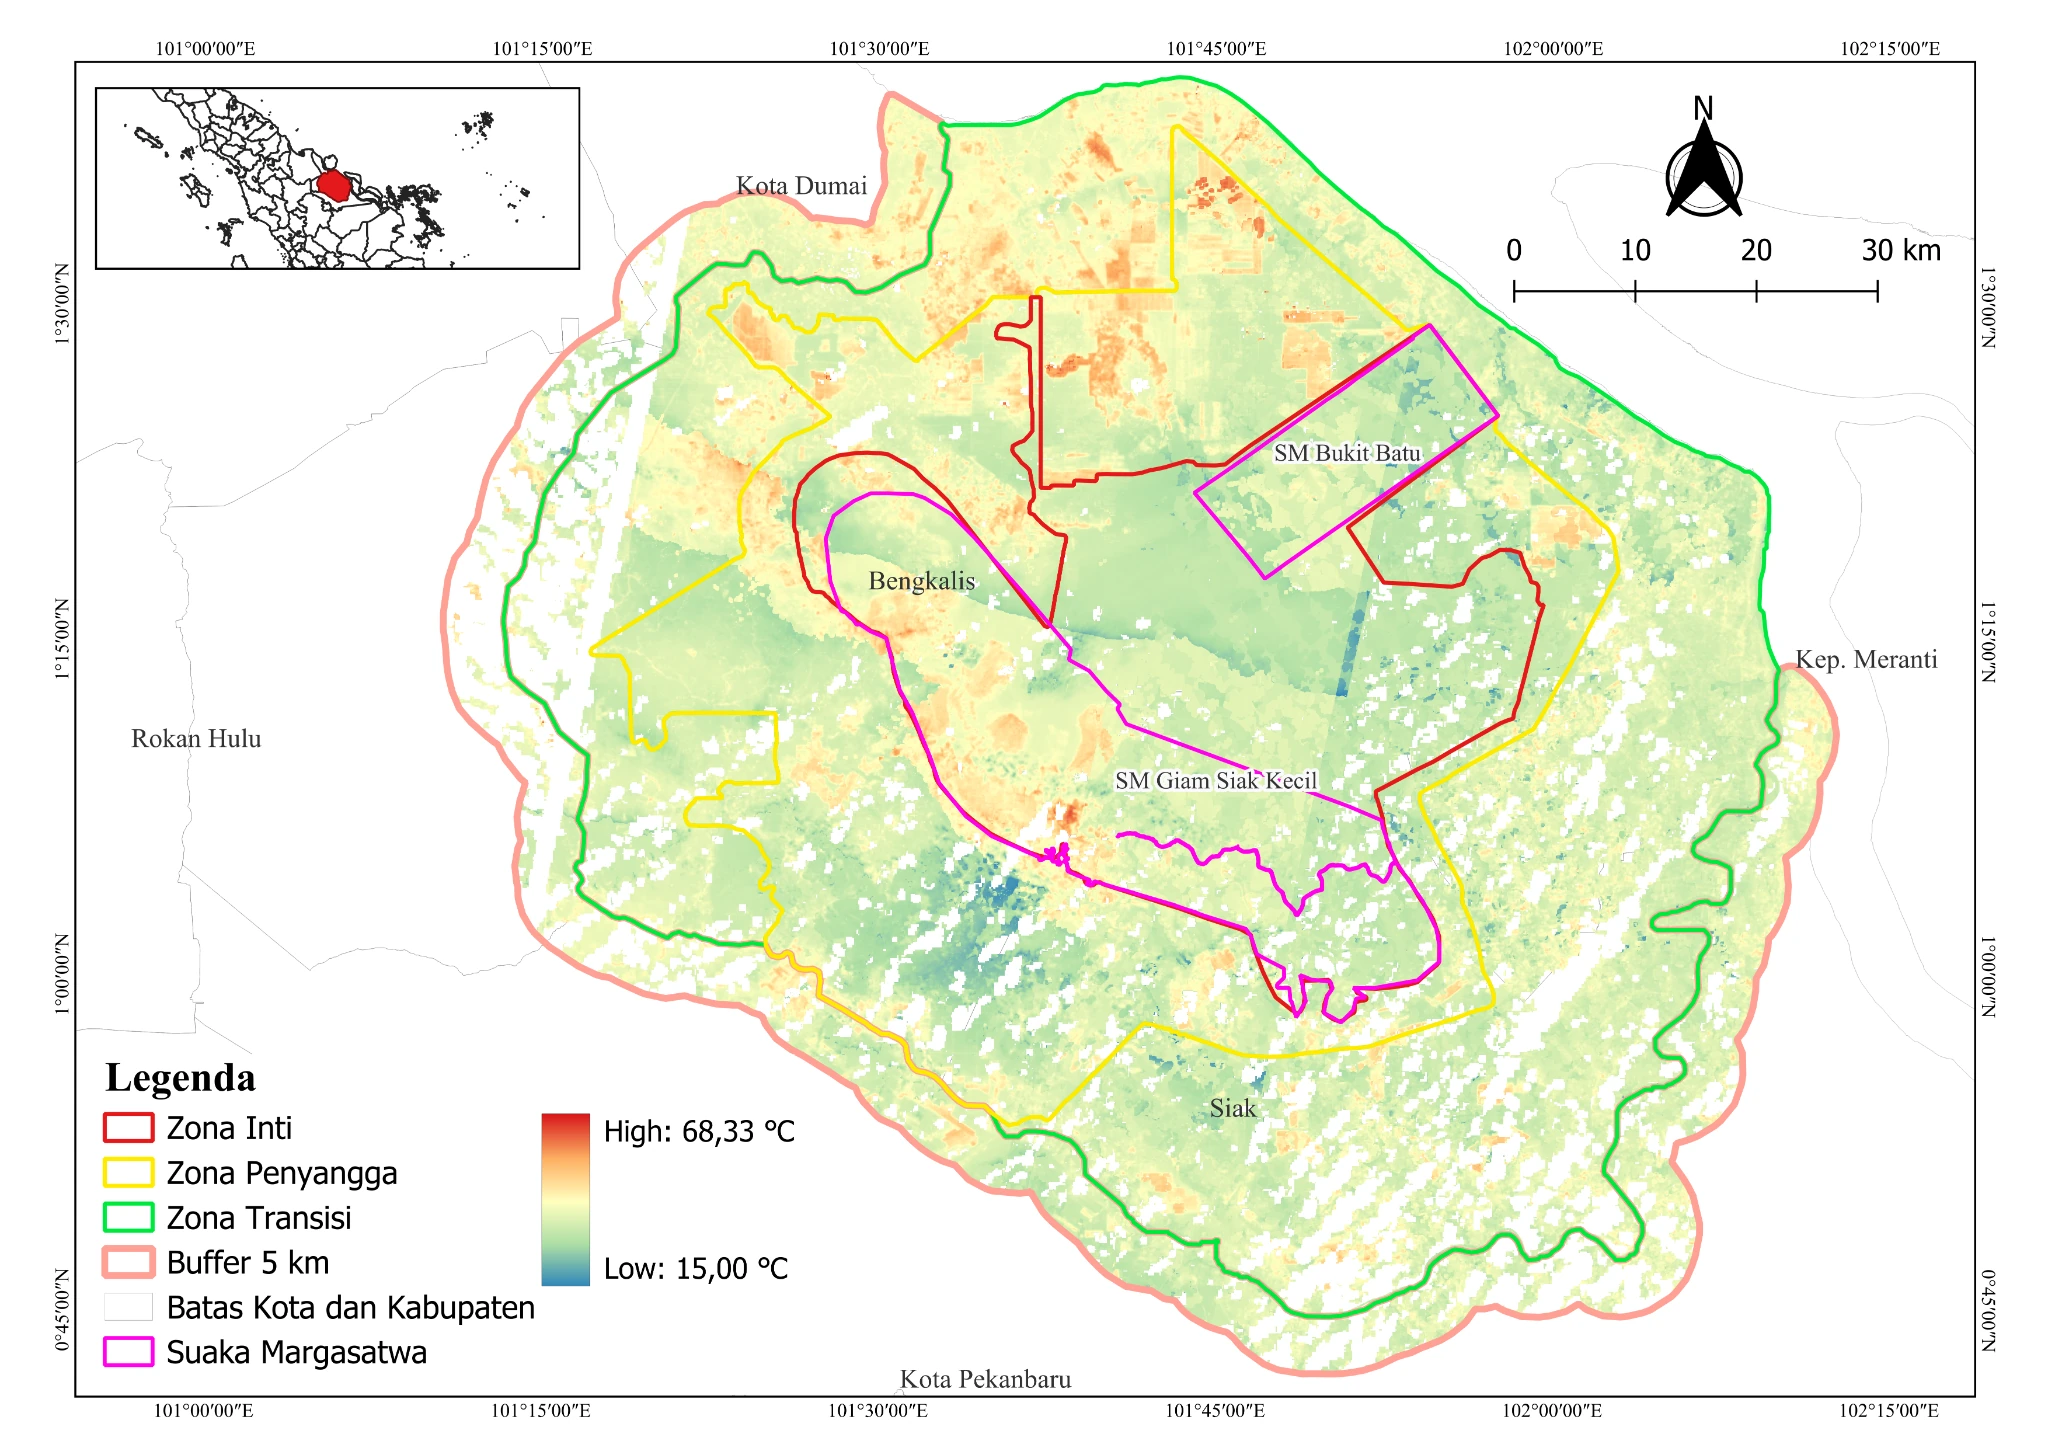 101°00′00″E 101°15′00″E 101°30′00″E 101°45′00″E 102°00′00″E 102°15′00″E
N
0 10 20 30 km
Kota Dumai
1°30′00″N 1°30′00″N
SM Bukit Batu
Bengkalis
1°15′00″N 1°15′00″N
Kep. Meranti
Rokan Hulu
SM Giam Siak Kecil
1°00′00″N 1°00′00″N
Siak
Legenda
Zona Inti
Zona Penyangga
Zona Transisi
Buffer 5 km
Batas Kota dan Kabupaten
Suaka Margasatwa
High: 68,33 °C
Low: 15,00 °C
0°45′00″N 0°45′00″N
Kota Pekanbaru
101°00′00″E 101°15′00″E 101°30′00″E 101°45′00″E 102°00′00″E 102°15′00″E